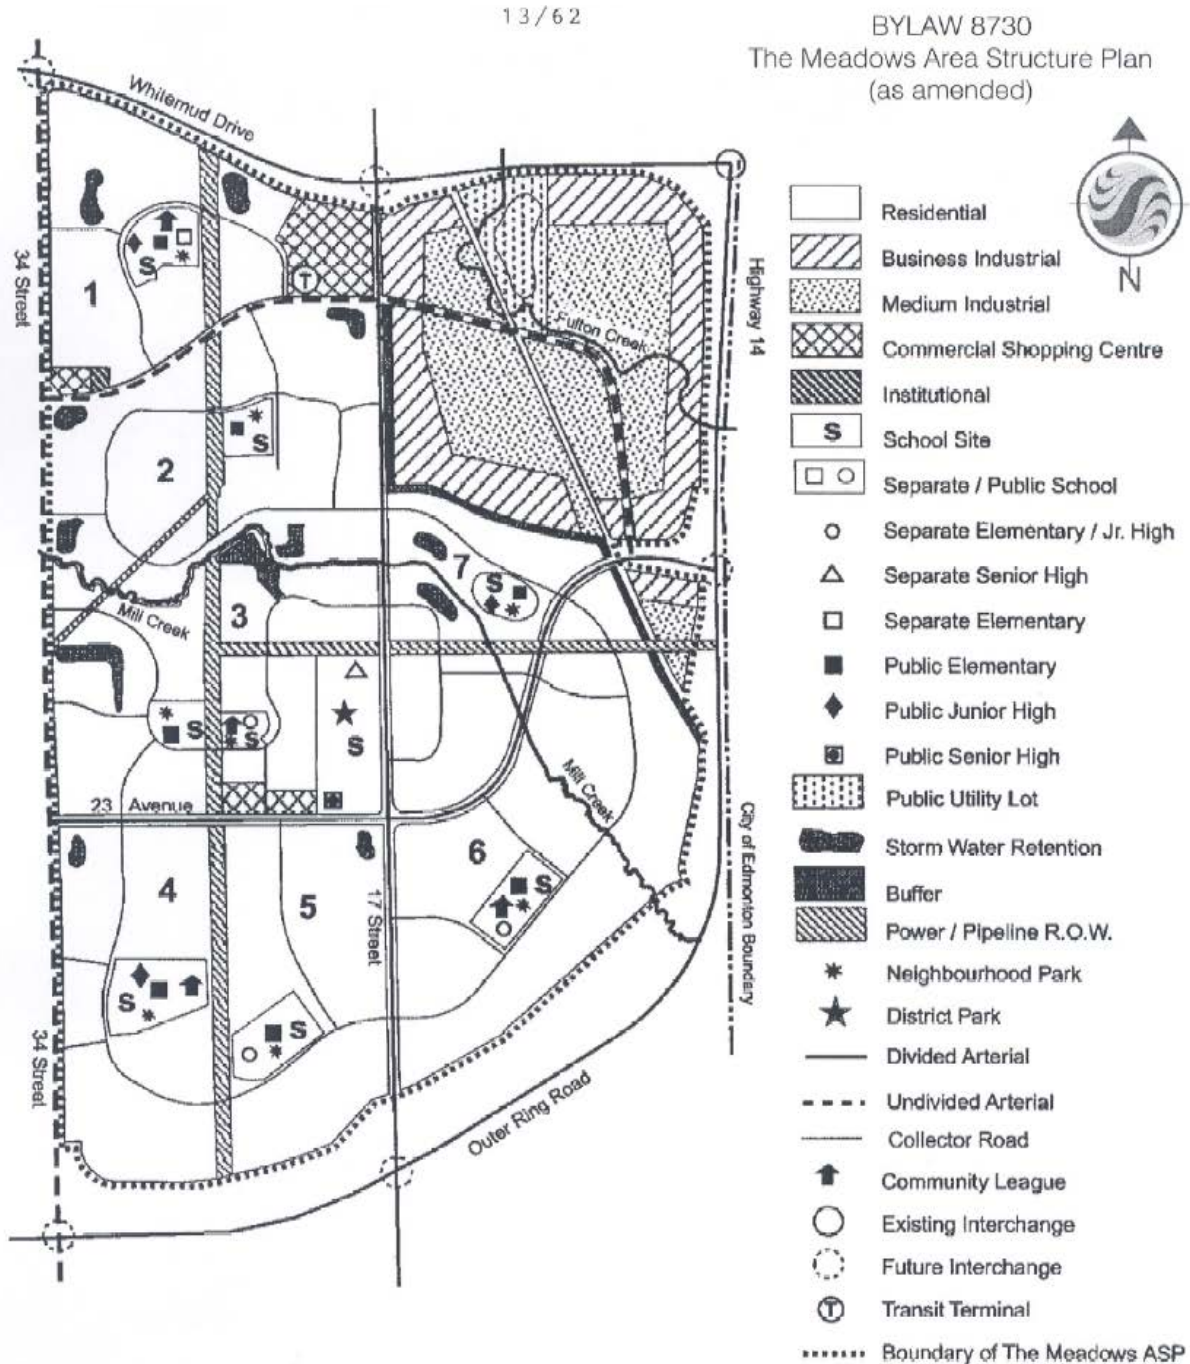 13/62
BYLAW 8730
The Meadows Area Structure Plan
(as amended)
N
Whitemud Drive
34 Street
Highway 14
Fulton Creek
1
S
T
2
S
7
S
3
Mill Creek
S
S
S
23 Avenue
Mill Creek
City of Edmonton Boundary
6
S
4
5
17 Street
S
S
34 Street
Outer Ring Road
Residential
Business Industrial
Medium Industrial
Commercial Shopping Centre
Institutional
S School Site
Separate / Public School
Separate Elementary / Jr. High
Separate Senior High
Separate Elementary
Public Elementary
Public Junior High
Public Senior High
Public Utility Lot
Storm Water Retention
Buffer
Power / Pipeline R.O.W.
Neighbourhood Park
District Park
Divided Arterial
Undivided Arterial
Collector Road
Community League
Existing Interchange
Future Interchange
T Transit Terminal
Boundary of The Meadows ASP